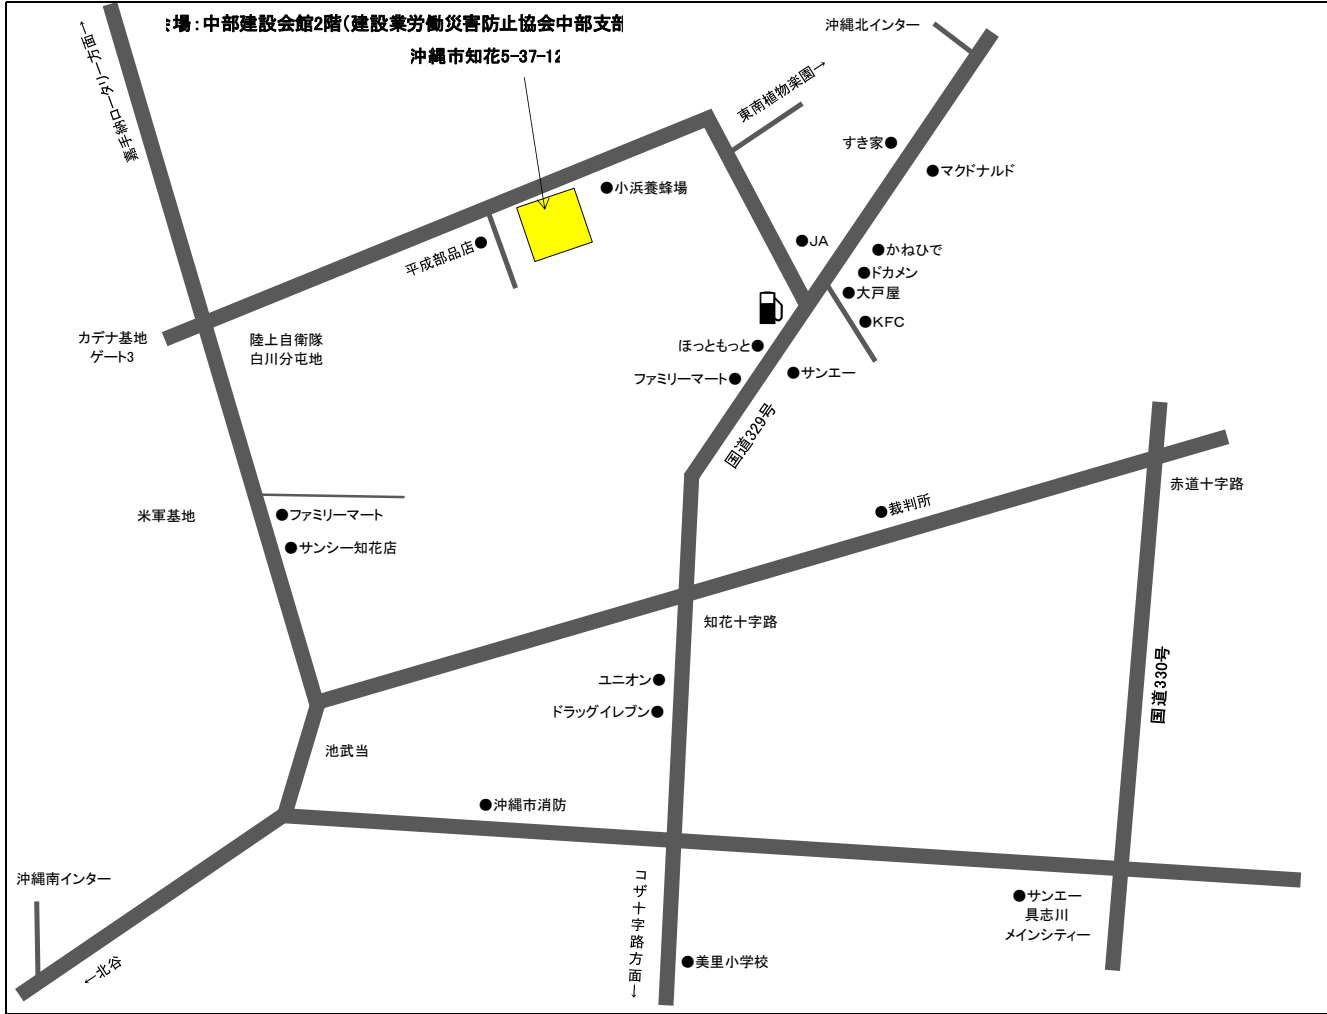 場：中部建設会館2階（建設業労働災害防止協会中部支部
沖縄市知花5-37-12
沖縄北インター
嘉手納ロータリー方面→
東南植物楽園→
すき家
マクドナルド
小浜養蜂場
平成部品店
JA
かねひで
ドカメン
大戸屋
KFC
カデナ基地
ゲート3
陸上自衛隊
白川分屯地
ほっともっと
ファミリーマート
サンエー
国道329号
赤道十字路
裁判所
米軍基地
ファミリーマート
サンシー知花店
知花十字路
ユニオン
ドラッグイレブン
国道330号
池武当
沖縄市消防
沖縄南インター
←北谷
コザ十字路方面→
サンエー
具志川
メインシティー
美里小学校